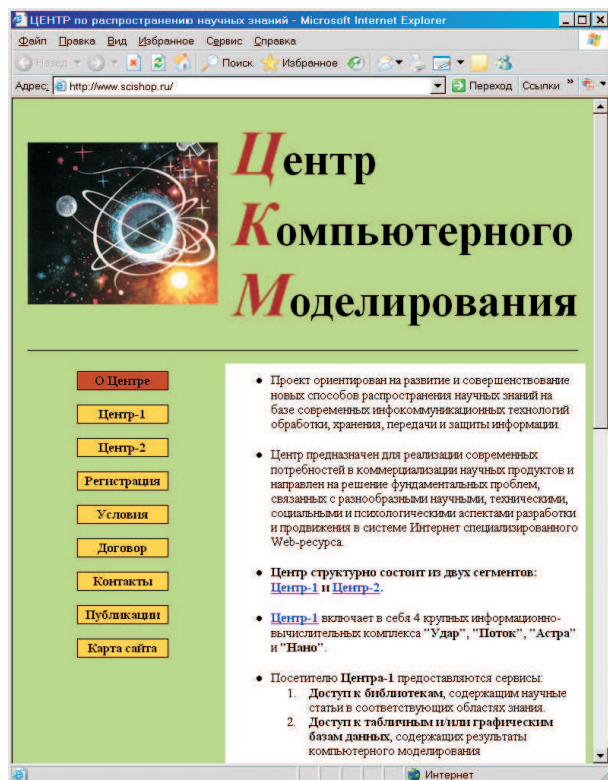 ЦЕНТР по распространению научных знаний - Microsoft Internet Explorer
Файл Правка Вид Избранное Сервис Справка
Назад Поиск Избранное
Адрес: http://www.scishop.ru/ Переход Ссылки »
Центр
Компьютерного
Моделирования
О Центре
Центр-1
Центр-2
Регистрация
Условия
Договор
Контакты
Публикации
Карта сайта
• Проект ориентирован на развитие и совершенствование
новых способов распространения научных знаний на
базе современных инфокоммуникационных технологий
обработки, хранения, передачи и защиты информации.
• Центр предназначен для реализации современных
потребностей в коммерциализации научных продуктов и
направлен на решение фундаментальных проблем,
связанных с разнообразными научными, техническими,
социальными и психологическими аспектами разработки
и продвижения в системе Интернет специализированного
Web-ресурса.
• Центр структурно состоит из двух сегментов:
Центр-1 и Центр-2.
• Центр-1 включает в себя 4 крупных информационно-
вычислительных комплекса "Удар", "Поток", "Астра"
и "Нано".
• Посетителю Центра-1 предоставляются сервисы:
1. Доступ к библиотекам, содержащим научные
статьи в соответствующих областях знания.
2. Доступ к табличным и/или графическим
базам данных, содержащих результаты
компьютерного моделирования
Интернет